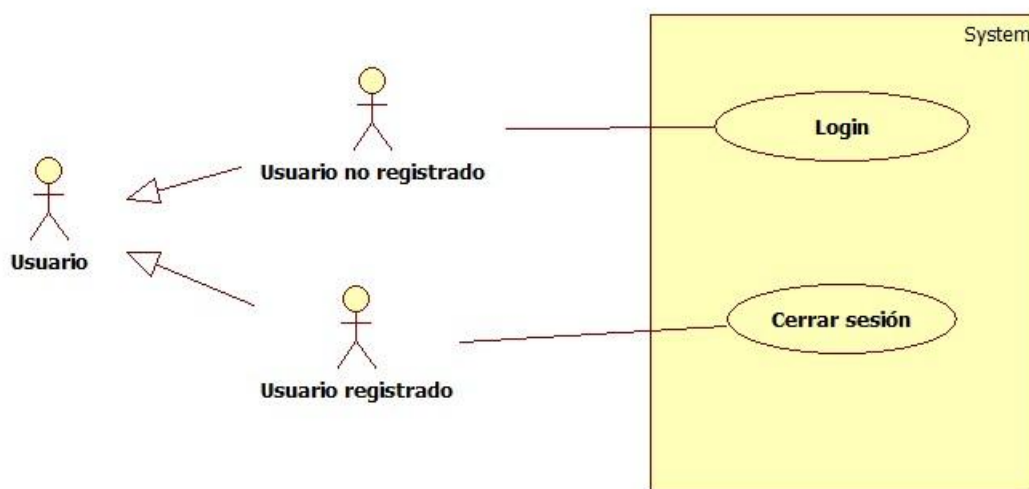 System
Login
Usuario no registrado
Usuario
Cerrar sesión
Usuario registrado